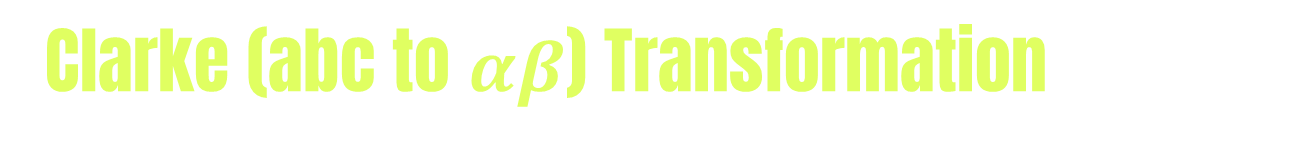 Clarke (abc to αβ) Transformation